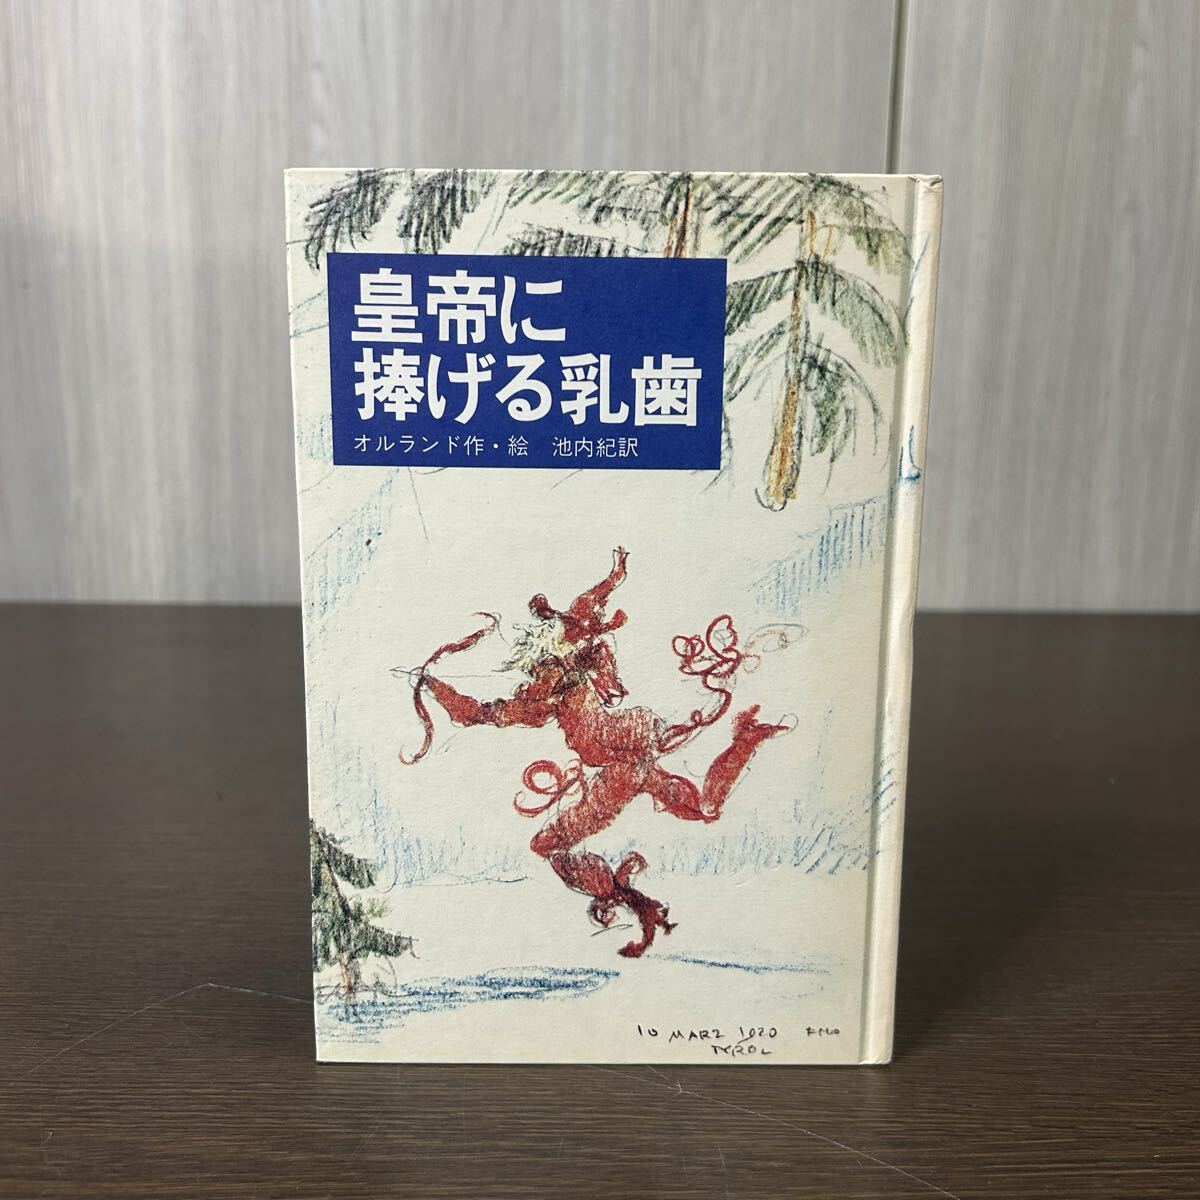 皇帝に
捧げる乳歯
オルランド作・絵　池内紀訳
10 MARZ 1020
TYROL